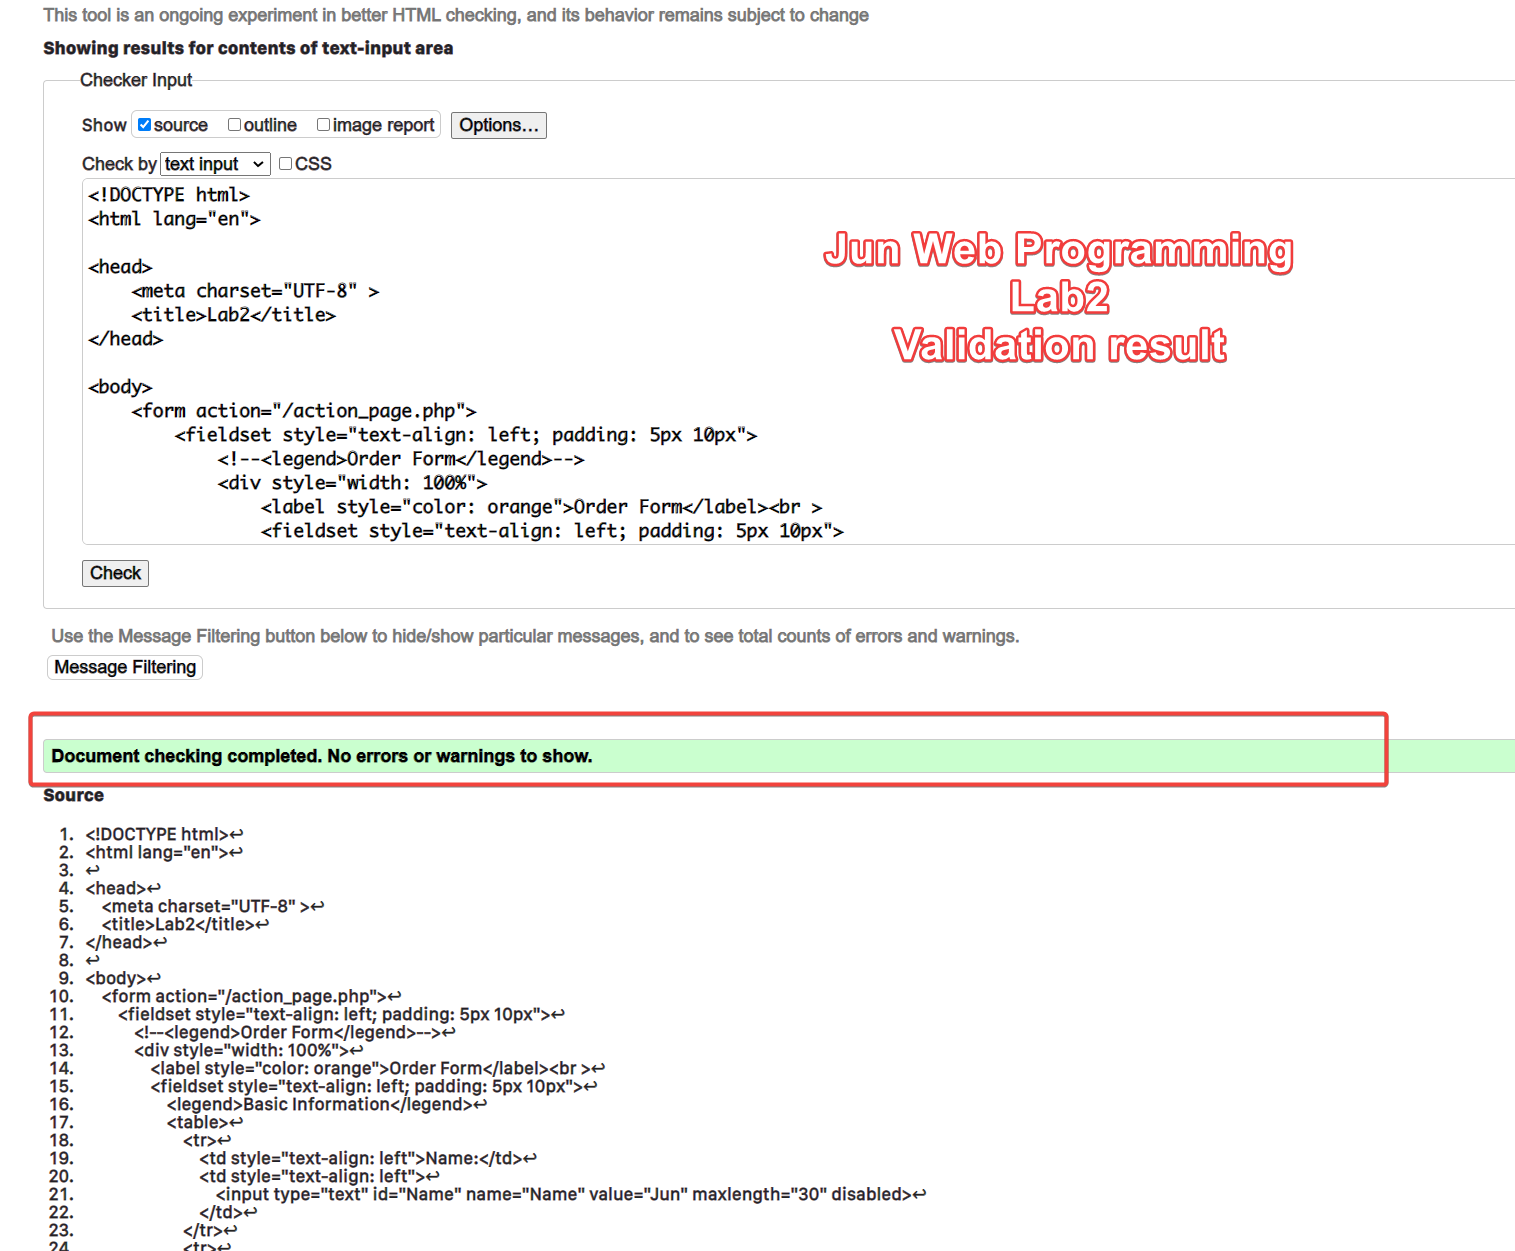 This tool is an ongoing experiment in better HTML checking, and its behavior remains subject to change
Showing results for contents of text-input area
Checker Input
Show source outline image report Options...
Check by text input CSS
<!DOCTYPE html>
<html lang="en">
<head>
<meta charset="UTF-8" >
<title>Lab2</title>
</head>
<body>
<form action="/action_page.php">
<fieldset style="text-align: left; padding: 5px 10px">
<!--<legend>Order Form</legend>-->
<div style="width: 100%">
<label style="color: orange">Order Form</label><br >
<fieldset style="text-align: left; padding: 5px 10px">
Jun Web Programming
Lab2
Validation result
Check
Use the Message Filtering button below to hide/show particular messages, and to see total counts of errors and warnings.
Message Filtering
Document checking completed. No errors or warnings to show.
Source
1. <!DOCTYPE html>↩
2. <html lang="en">↩
3. ↩
4. <head>↩
5. <meta charset="UTF-8" >↩
6. <title>Lab2</title>↩
7. </head>↩
8. ↩
9. <body>↩
10. <form action="/action_page.php">↩
11. <fieldset style="text-align: left; padding: 5px 10px">↩
12. <!--<legend>Order Form</legend>-->↩
13. <div style="width: 100%">↩
14. <label style="color: orange">Order Form</label><br >↩
15. <fieldset style="text-align: left; padding: 5px 10px">↩
16. <legend>Basic Information</legend>↩
17. <table>↩
18. <tr>↩
19. <td style="text-align: left">Name:</td>↩
20. <td style="text-align: left">↩
21. <input type="text" id="Name" name="Name" value="Jun" maxlength="30" disabled>↩
22. </td>↩
23. </tr>↩
24. <tr>↩